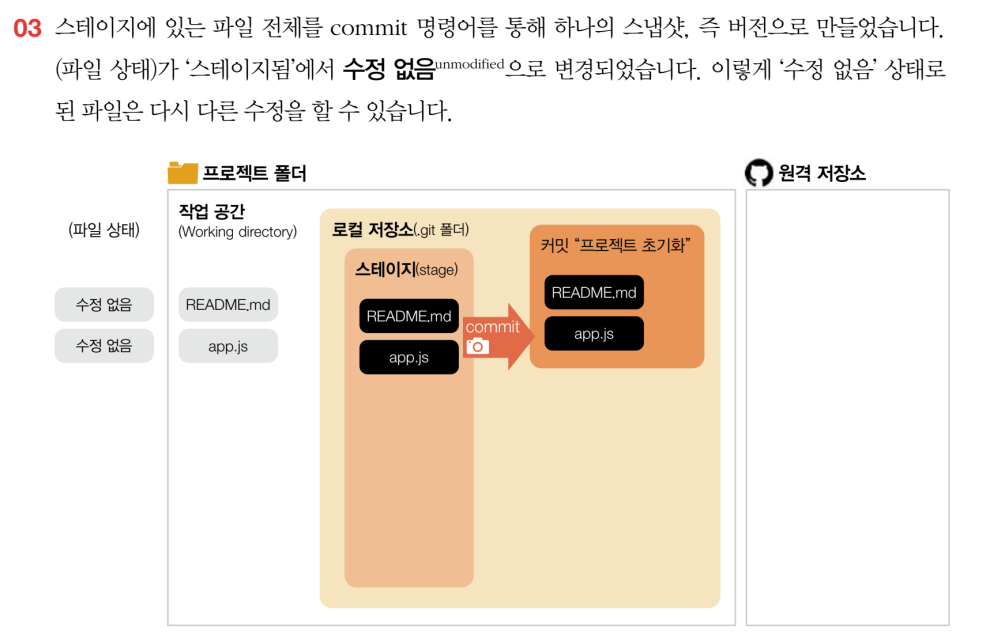 03 스테이지에 있는 파일 전체를 commit 명령어를 통해 하나의 스냅샷, 즉 버전으로 만들었습니다.
(파일 상태)가 ‘스테이지됨’에서 수정 없음unmodified으로 변경되었습니다. 이렇게 ‘수정 없음’ 상태로
된 파일은 다시 다른 수정을 할 수 있습니다.
프로젝트 폴더
원격 저장소
(파일 상태)
작업 공간
(Working directory)
로컬 저장소(.git 폴더)
스테이지(stage)
커밋 “프로젝트 초기화”
수정 없음
README.md
README.md
commit
README.md
수정 없음
app.js
app.js
app.js